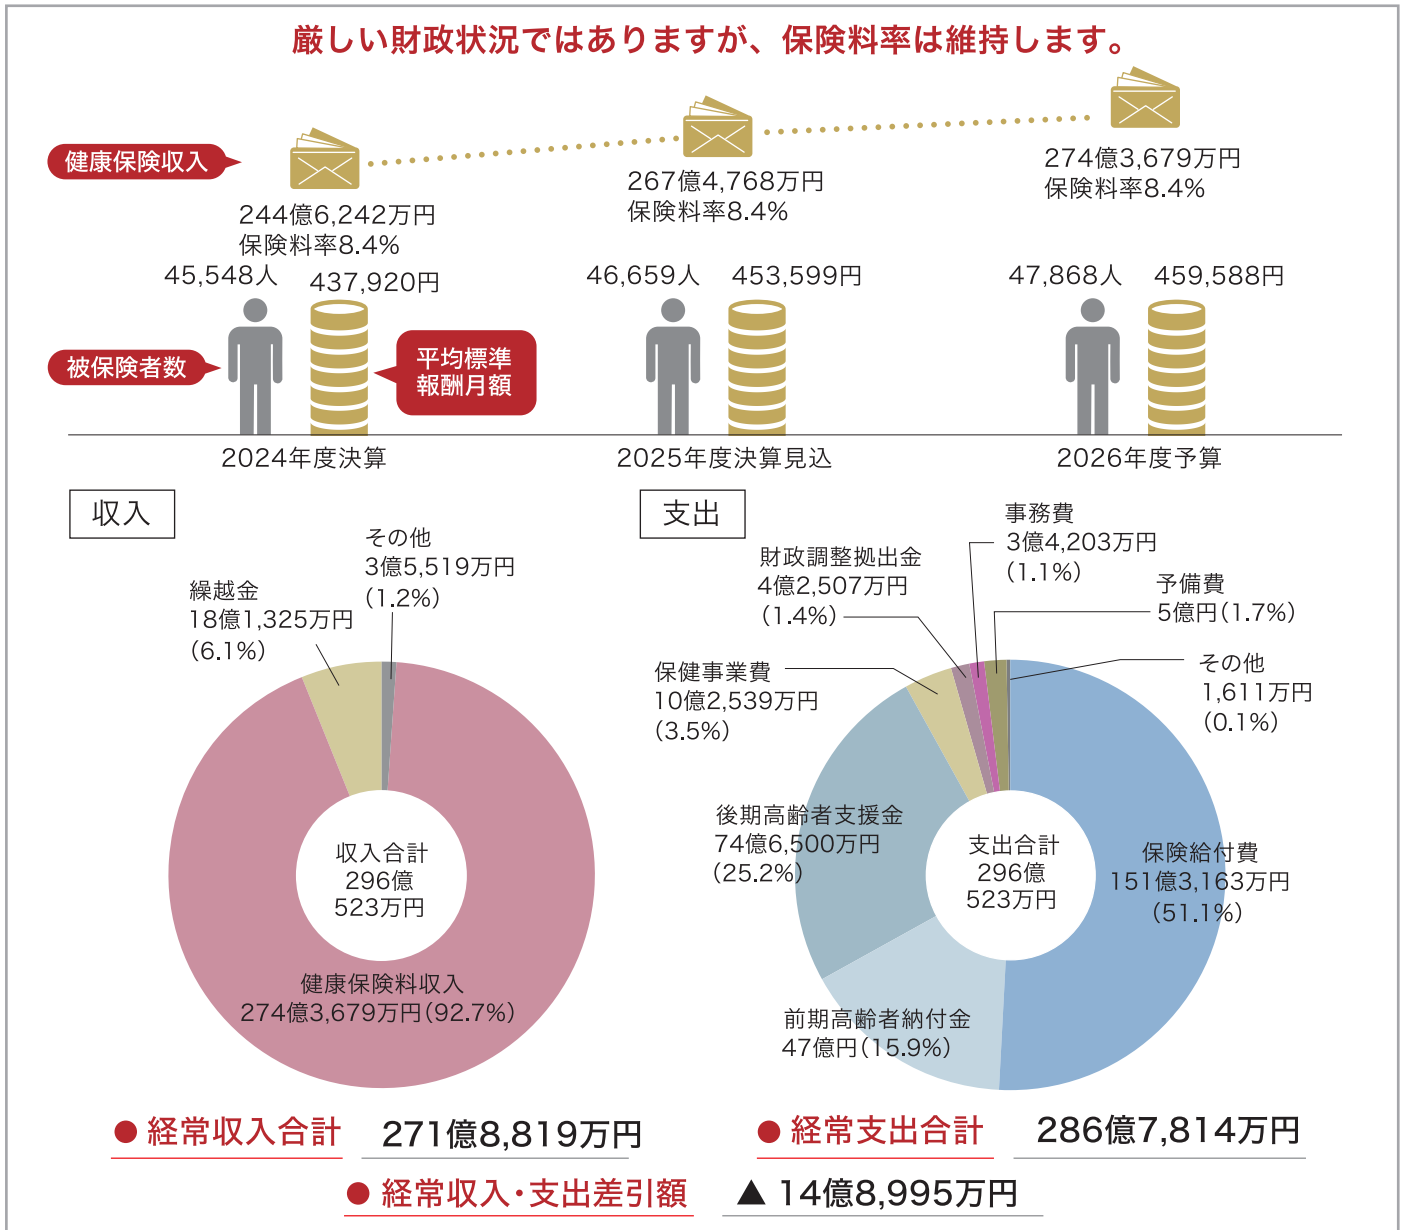 厳しい財政状況ではありますが、保険料率は維持します。
健康保険収入
244億6,242万円
保険料率8.4%
267億4,768万円
保険料率8.4%
274億3,679万円
保険料率8.4%
45,548人
437,920円
46,659人
453,599円
47,868人
459,588円
被保険者数
平均標準
報酬月額
2024年度決算
2025年度決算見込
2026年度予算
収入
その他
3億5,519万円
(1.2%)
繰越金
18億1,325万円
(6.1%)
収入合計
296億
523万円
健康保険料収入
274億3,679万円(92.7%)
支出
事務費
3億4,203万円
(1.1%)
財政調整拠出金
4億2,507万円
(1.4%)
予備費
5億円(1.7%)
保健事業費
10億2,539万円
(3.5%)
その他
1,611万円
(0.1%)
後期高齢者支援金
74億6,500万円
(25.2%)
支出合計
296億
523万円
保険給付費
151億3,163万円
(51.1%)
前期高齢者納付金
47億円(15.9%)
●経常収入合計 271億8,819万円
●経常支出合計 286億7,814万円
●経常収入・支出差引額 ▲14億8,995万円